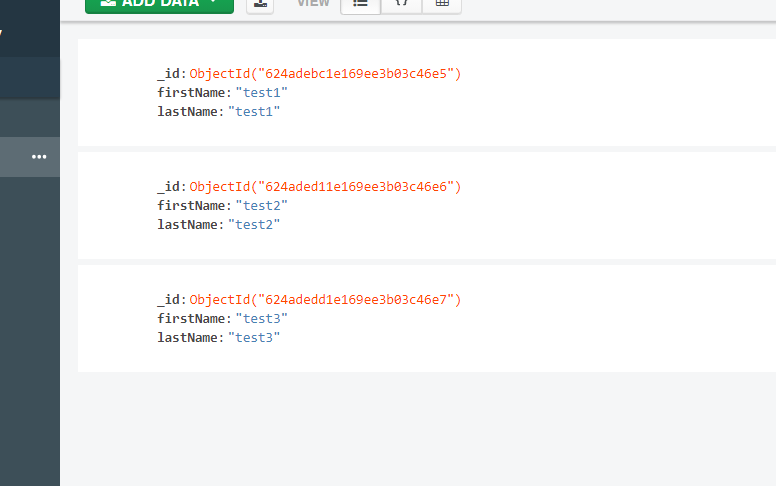 ADD DATA
VIEW
{}
_id: ObjectId("624adebc1e169ee3b03c46e5")
firstName: "test1"
lastName: "test1"
_id: ObjectId("624aded11e169ee3b03c46e6")
firstName: "test2"
lastName: "test2"
_id: ObjectId("624adedd1e169ee3b03c46e7")
firstName: "test3"
lastName: "test3"